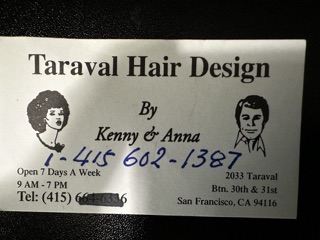 Taraval Hair Design
By
Kenny & Anna
1-415 602-1387
Open 7 Days A Week
9 AM - 7 PM
Tel: (415)
2033 Taraval
Btn. 30th & 31st
San Francisco, CA 94116